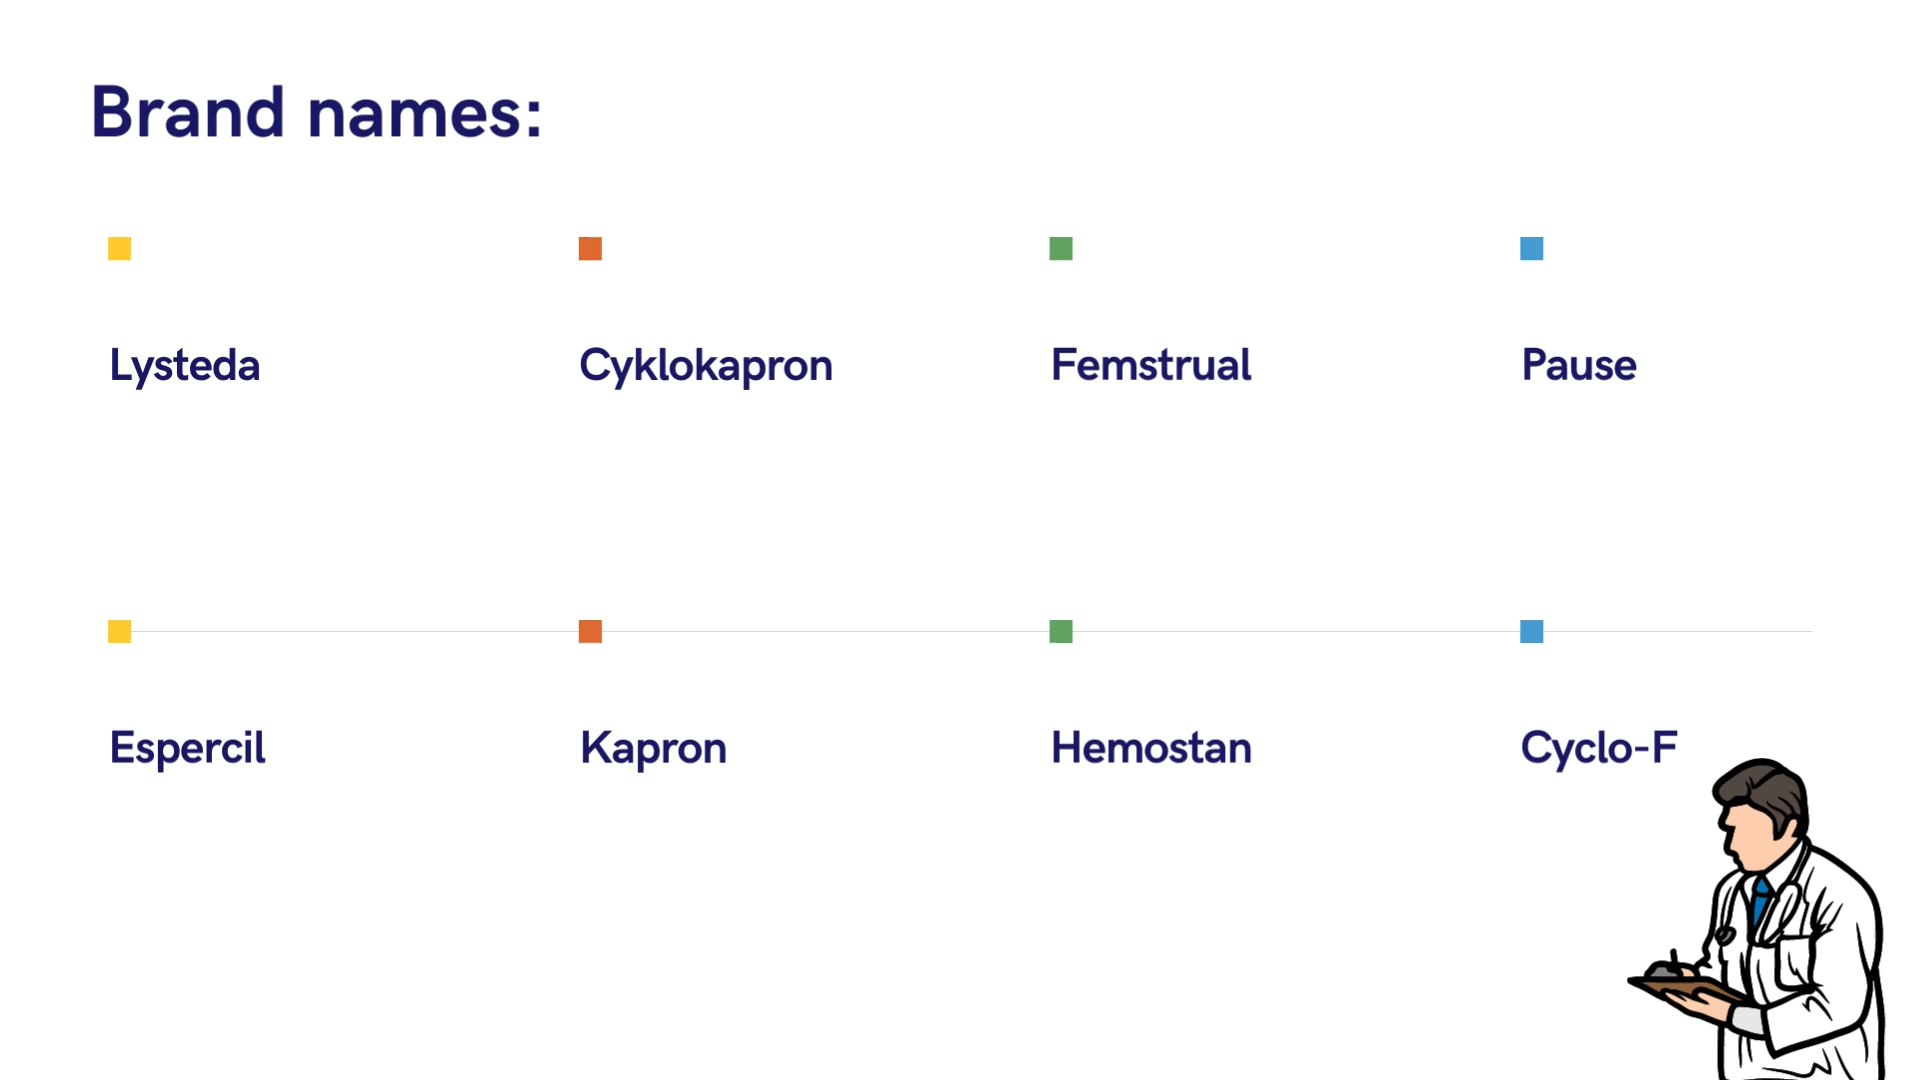 Brand names:
Lysteda
Cyklokapron
Femstrual
Pause
Espercil
Kapron
Hemostan
Cyclo-F